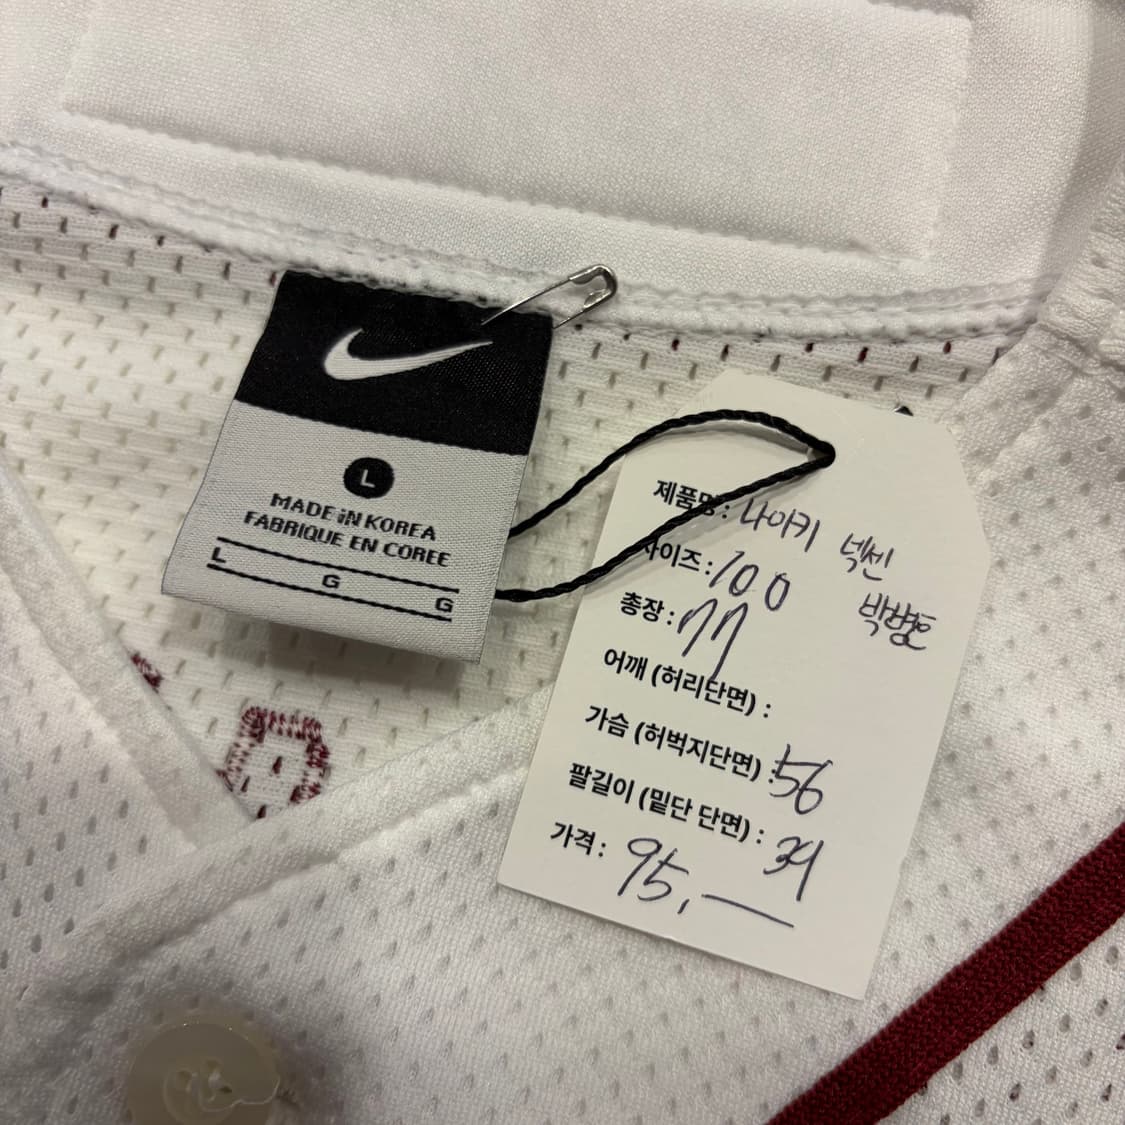 L
MADE IN KOREA
FABRIQUE EN COREE
L
G
G
제품명: 나이키 넥센
박병호
사이즈: 100
총장: 77
어깨 (허리단면) :
가슴 (허벅지단면) : 56
팔길이 (밑단 단면) : 39
가격: 95,—